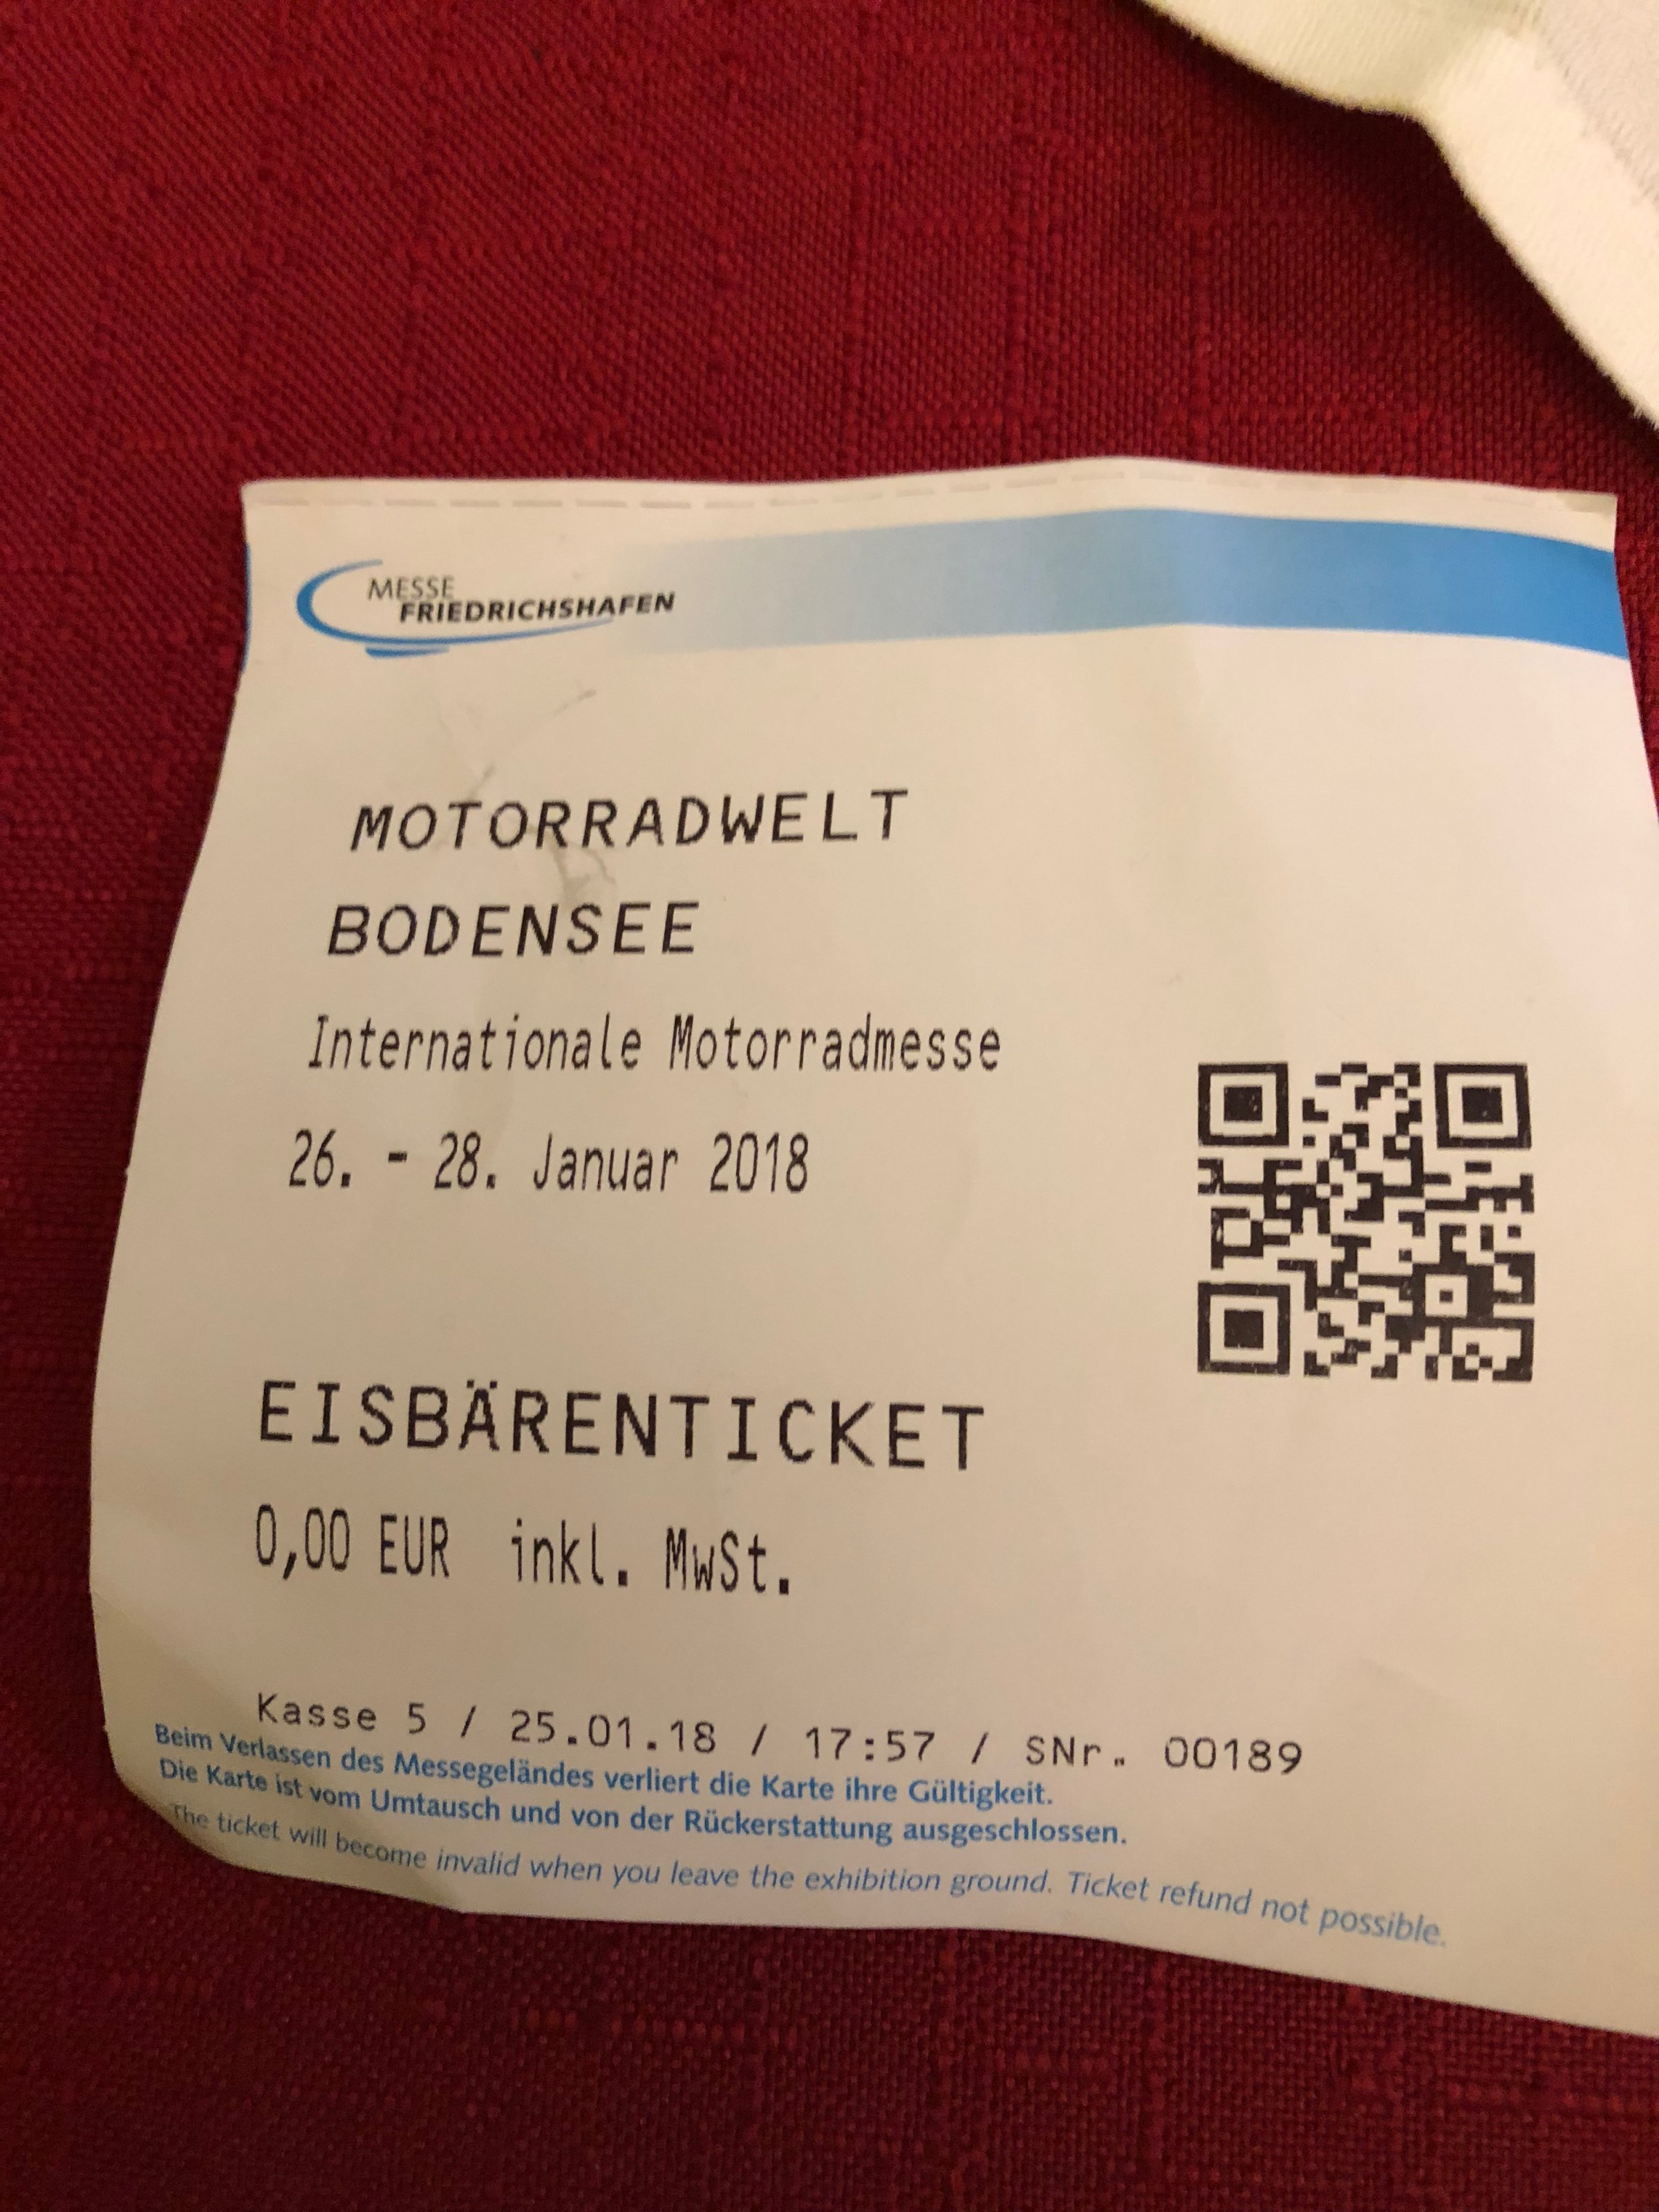 MESSE
FRIEDRICHSHAFEN
MOTORRADWELT
BODENSEE
Internationale Motorradmesse
26. - 28. Januar 2018
EISBÄRENTICKET
0,00 EUR inkl. MwSt.
Kasse 5 / 25.01.18 / 17:57 / SNr. 00189
Beim Verlassen des Messegeländes verliert die Karte ihre Gültigkeit.
Die Karte ist vom Umtausch und von der Rückerstattung ausgeschlossen.
The ticket will become invalid when you leave the exhibition ground. Ticket refund not possible.